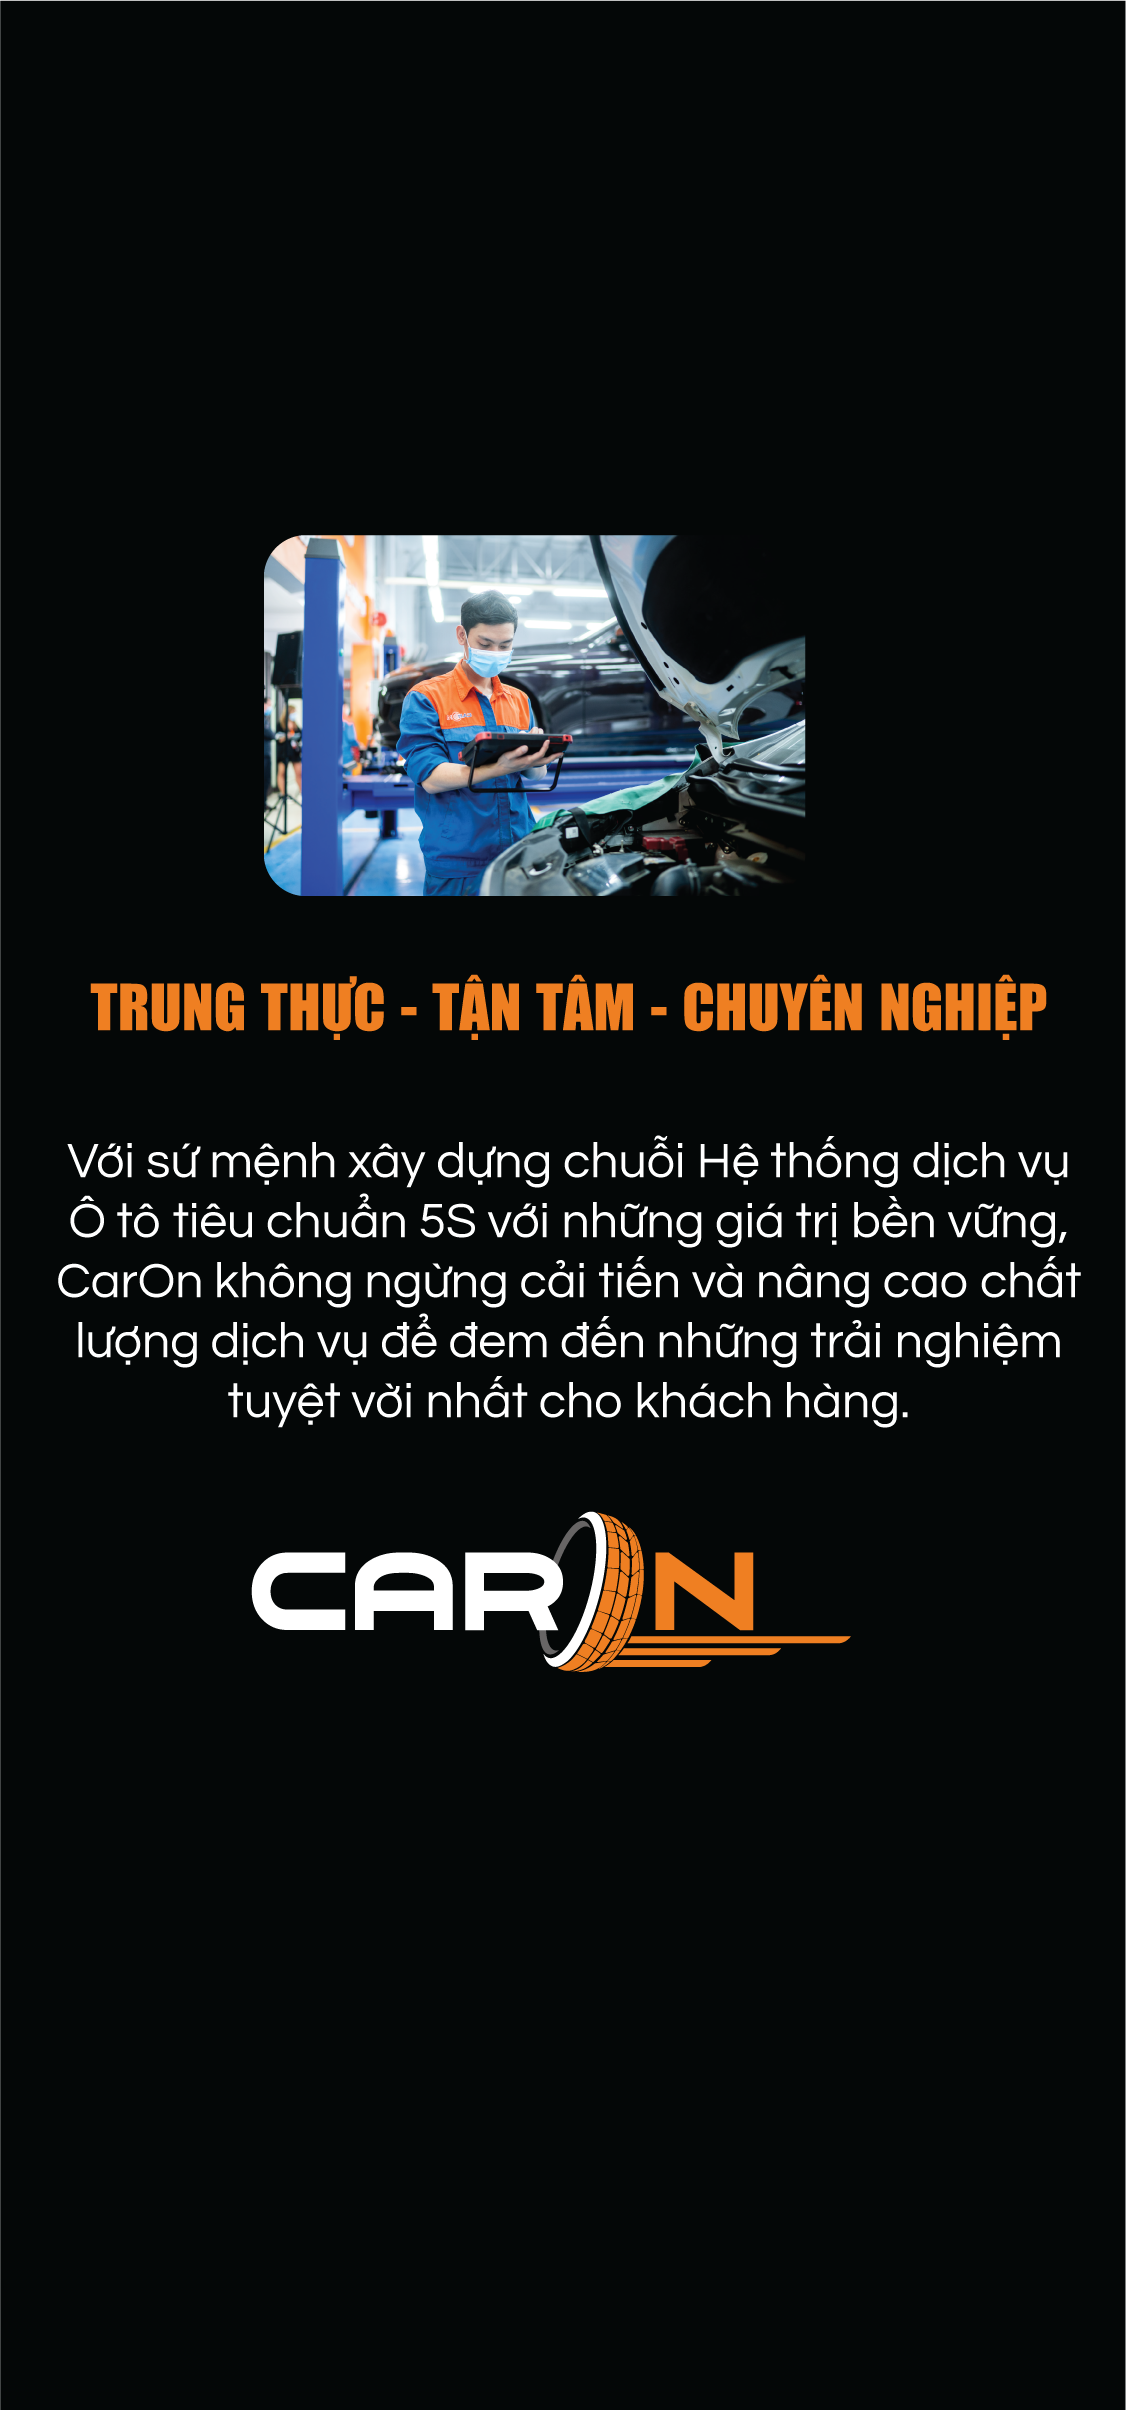 TRUNG THỰC - TẬN TÂM - CHUYÊN NGHIỆP
Với sứ mệnh xây dựng chuỗi Hệ thống dịch vụ
Ô tô tiêu chuẩn 5S với những giá trị bền vững,
CarOn không ngừng cải tiến và nâng cao chất
lượng dịch vụ để đem đến những trải nghiệm
tuyệt vời nhất cho khách hàng.
CARON